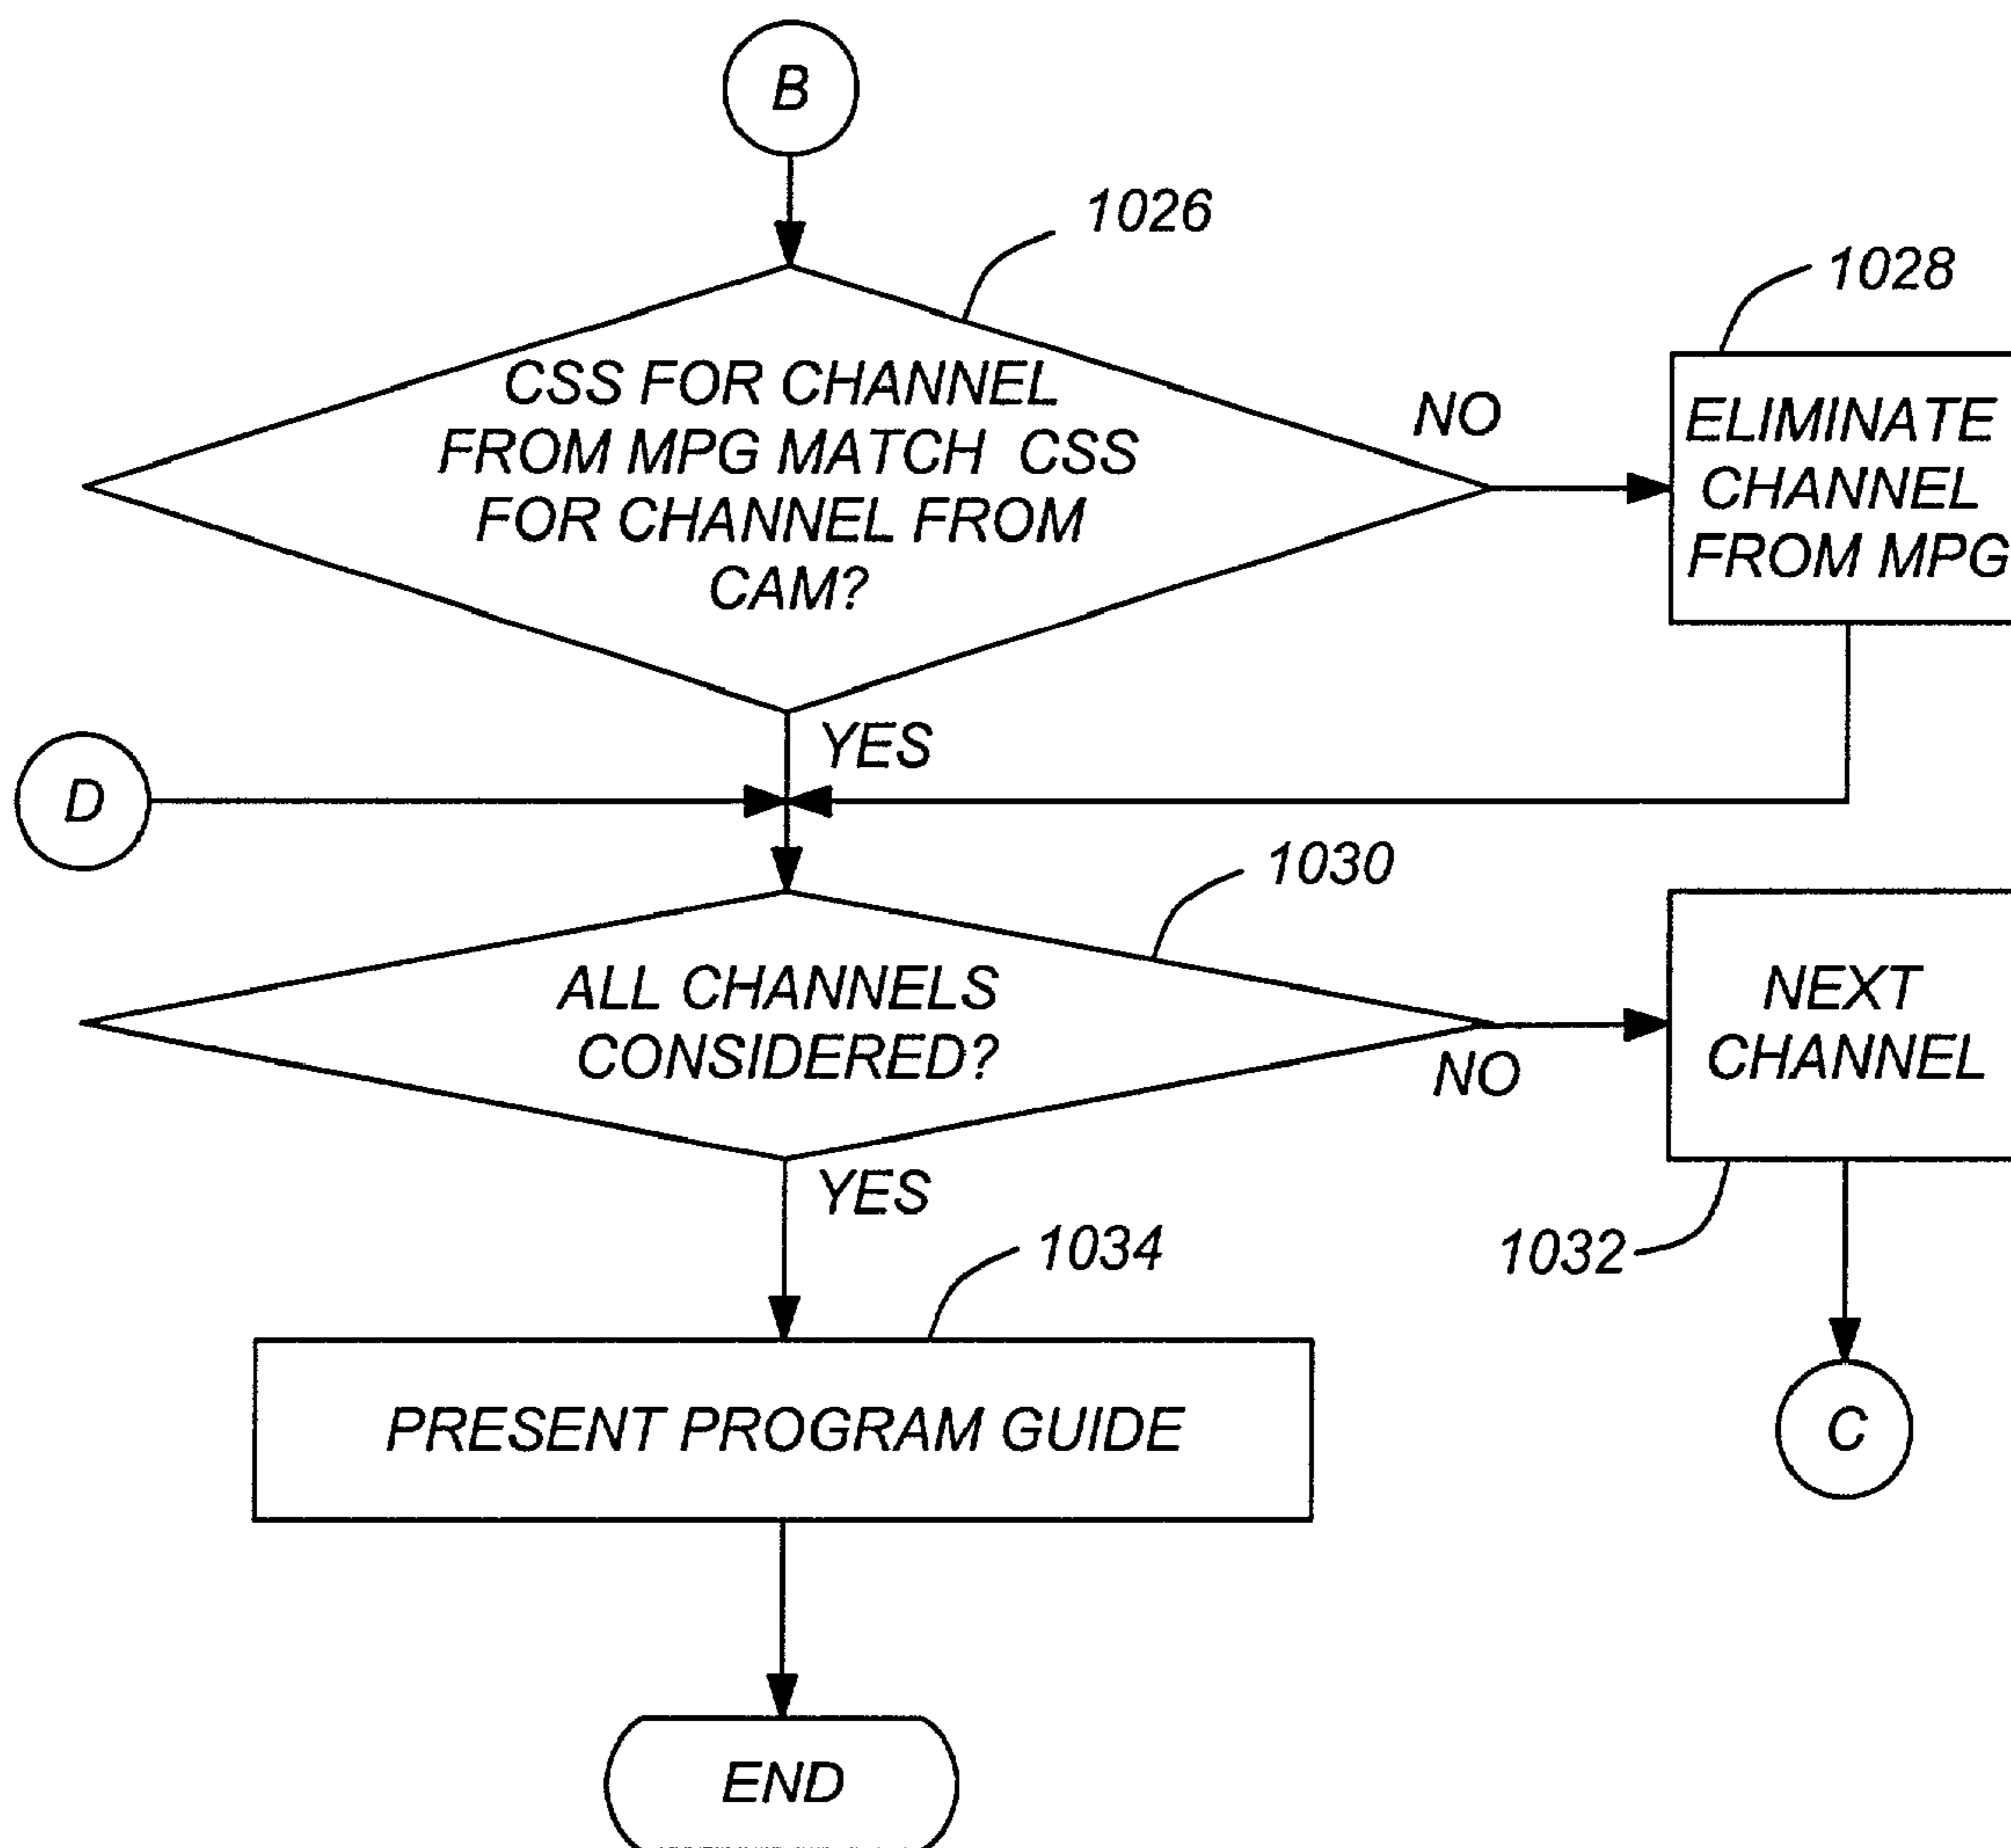 B
1026
1028
CSS FOR CHANNEL
FROM MPG MATCH CSS
FOR CHANNEL FROM
CAM?
NO
ELIMINATE
CHANNEL
FROM MPG
YES
D
1030
ALL CHANNELS
CONSIDERED?
NO
NEXT
CHANNEL
YES
1032
1034
PRESENT PROGRAM GUIDE
C
END